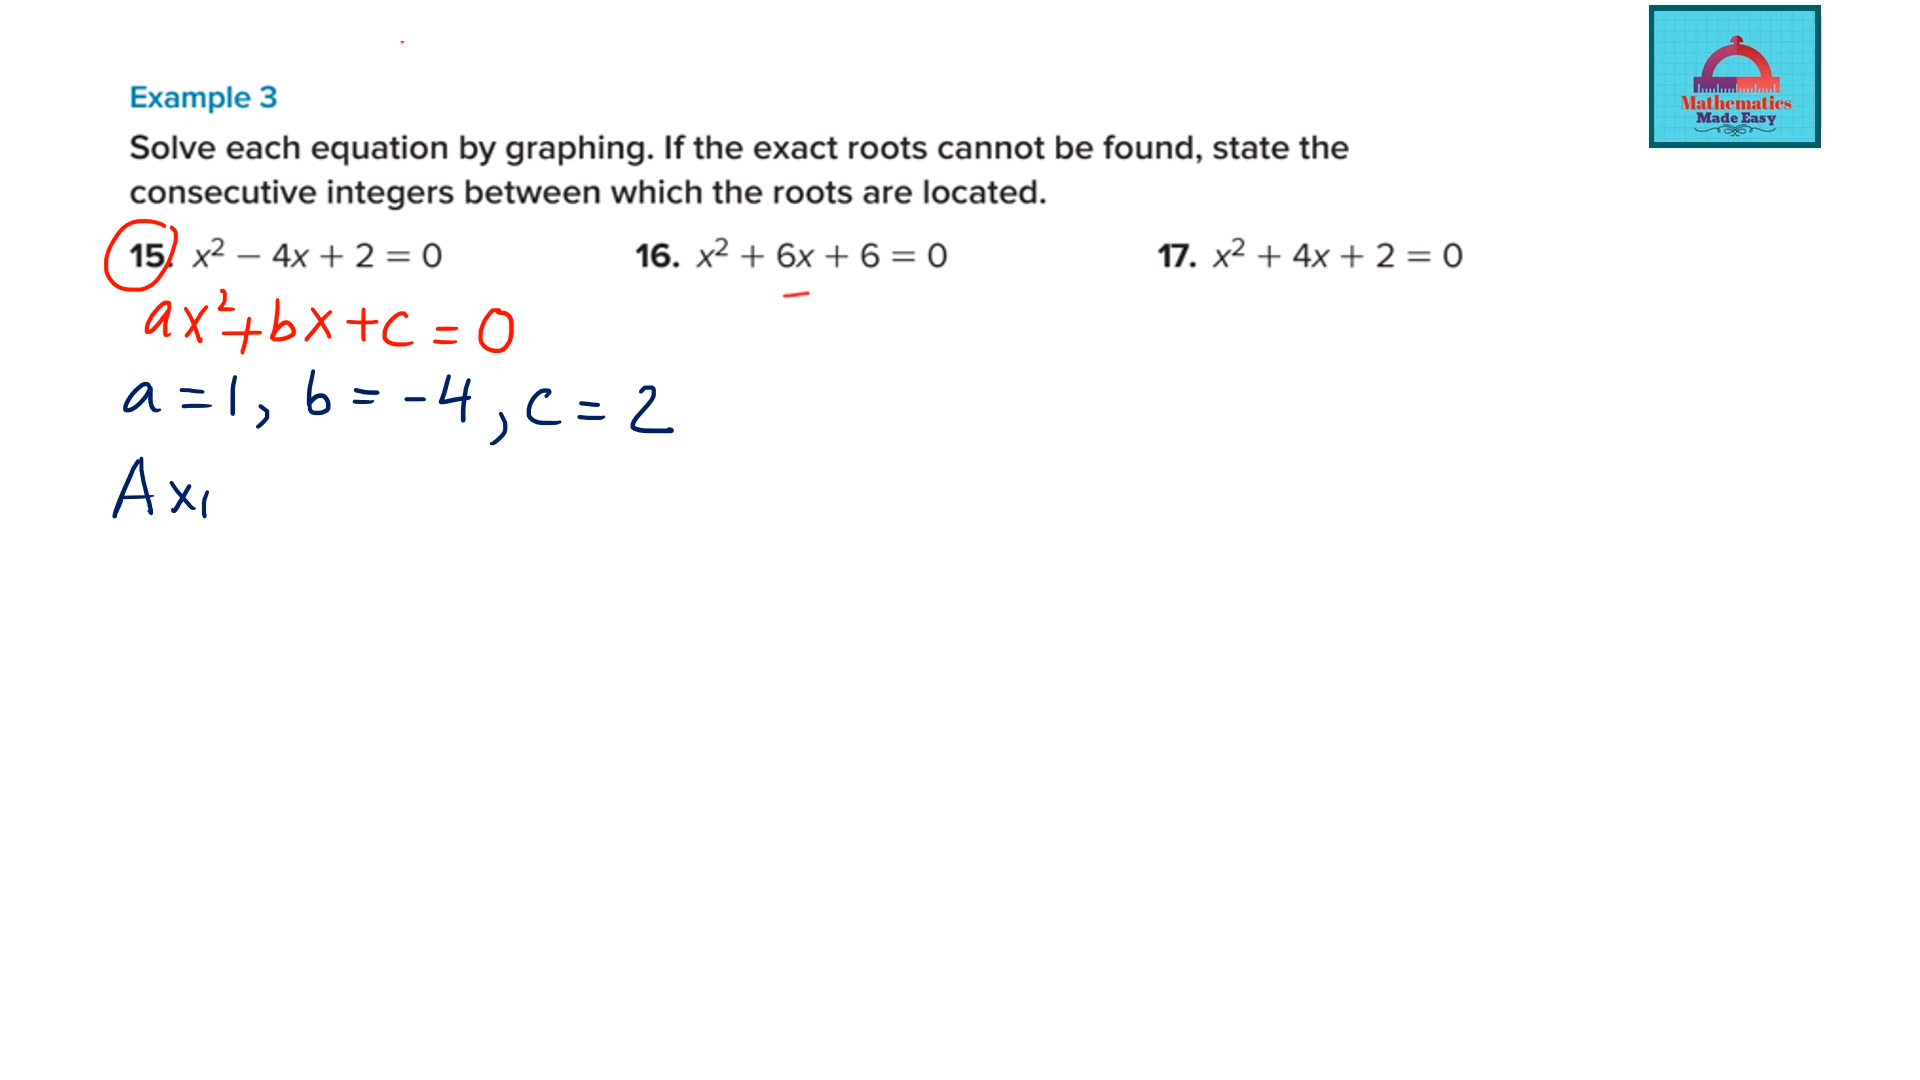 Mathematics
Made Easy
Example 3
Solve each equation by graphing. If the exact roots cannot be found, state the
consecutive integers between which the roots are located.
15. x² − 4x + 2 = 0 16. x² + 6x + 6 = 0 17. x² + 4x + 2 = 0
ax² + bx + c = 0
a = 1, b = -4, c = 2
Axi